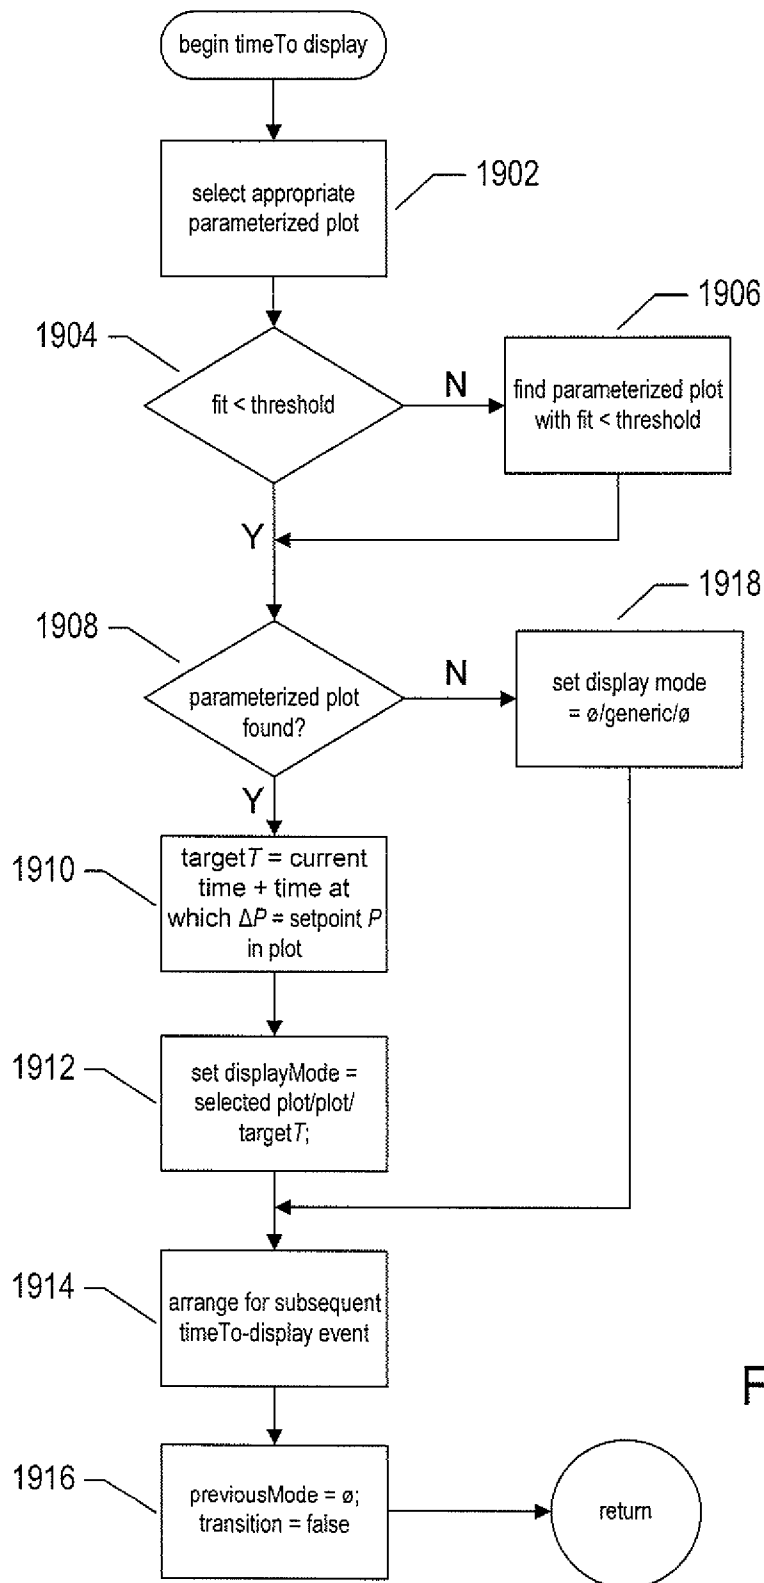 begin timeTo display
1902
select appropriate
parameterized plot
1904
fit < threshold
N
1906
find parameterized plot
with fit < threshold
Y
1908
parameterized plot
found?
N
1918
set display mode
= ø/generic/ø
Y
1910
targetT = current
time + time at
which ΔP = setpoint P
in plot
1912
set displayMode =
selected plot/plot/
targetT;
1914
arrange for subsequent
timeTo-display event
F
1916
previousMode = ø;
transition = false
return